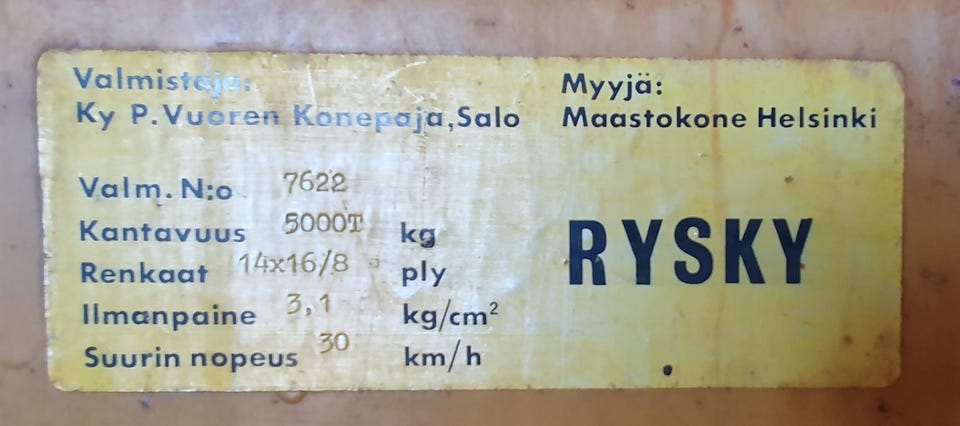 Valmistaja:
Ky P. Vuoren Konepaja, Salo
Myyjä:
Maastokone Helsinki
Valm. N:o 7622
Kantavuus 5000T kg
Renkaat 14x16/8 ply
Ilmanpaine 3,1 kg/cm²
Suurin nopeus 30 km/h
RYSKY